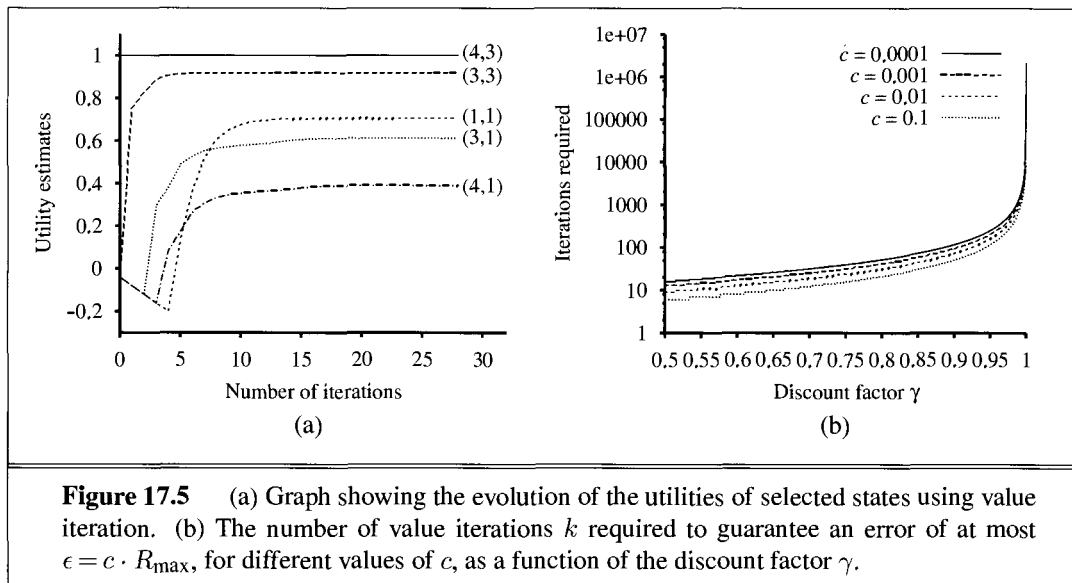 1
0.8
0.6
0.4
0.2
0
-0.2
Utility estimates
(4,3)
(3,3)
(1,1)
(3,1)
(4,1)
0 5 10 15 20 25 30
Number of iterations
(a)
1e+07
1e+06
100000
10000
1000
100
10
1
Iterations required
c = 0.0001
c = 0.001
c = 0.01
c = 0.1
0.5 0.55 0.6 0.65 0.7 0.75 0.8 0.85 0.9 0.95 1
Discount factor γ
(b)
Figure 17.5 (a) Graph showing the evolution of the utilities of selected states using value
iteration. (b) The number of value iterations k required to guarantee an error of at most
ϵ = c · Rmax, for different values of c, as a function of the discount factor γ.